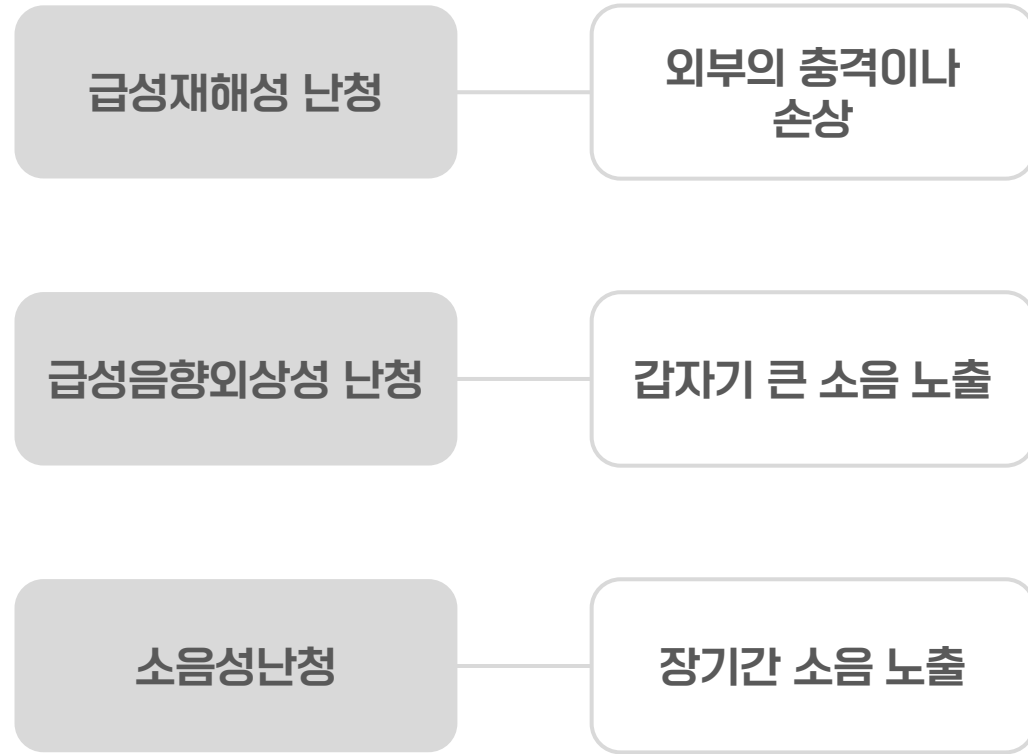 급성재해성 난청
외부의 충격이나
손상
급성음향외상성 난청
갑자기 큰 소음 노출
소음성난청
장기간 소음 노출